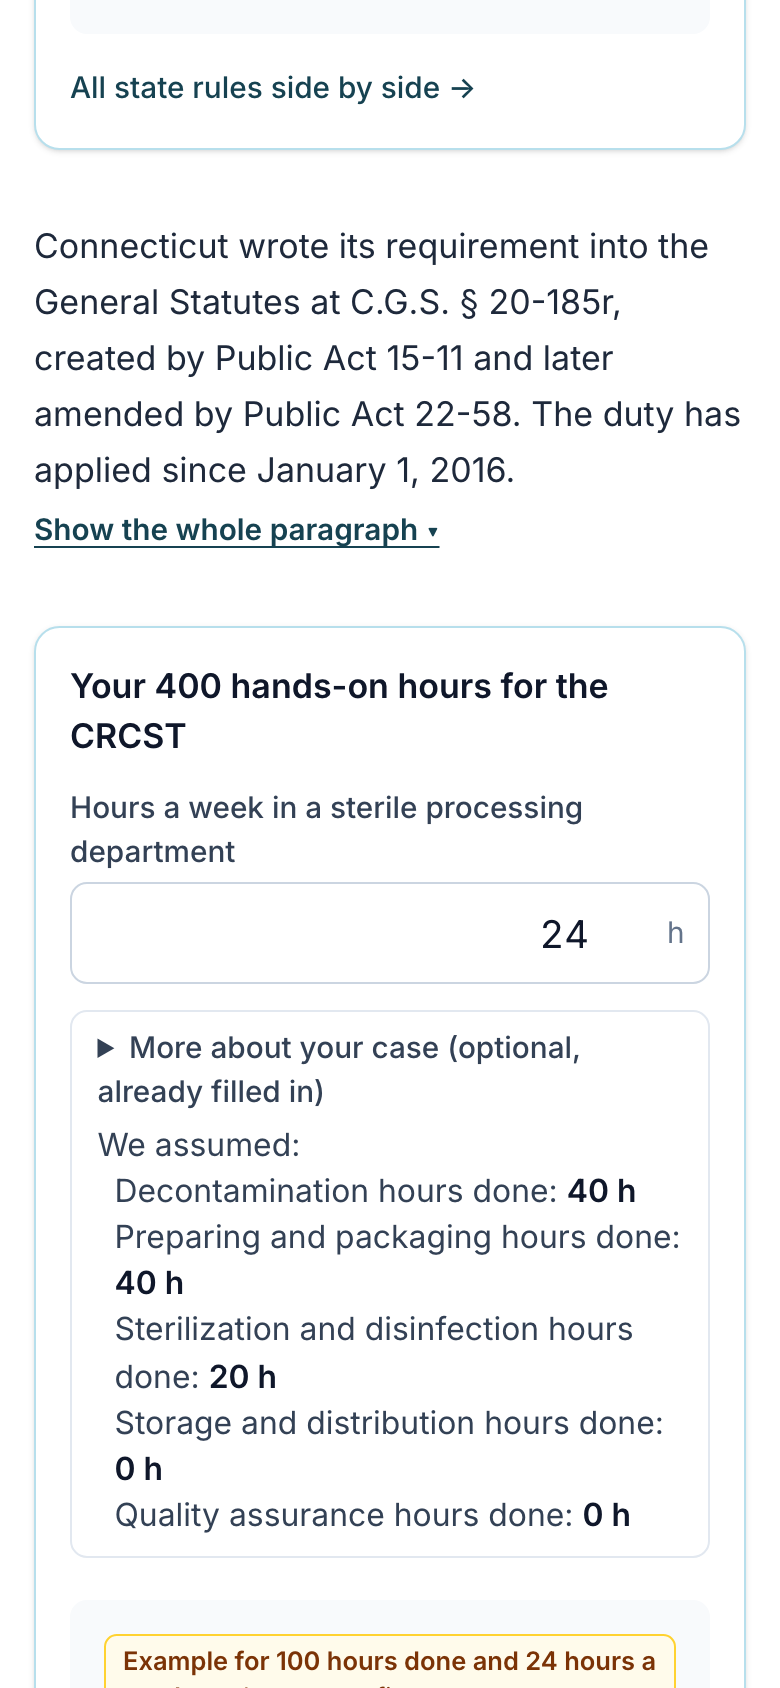 All state rules side by side →
Connecticut wrote its requirement into the
General Statutes at C.G.S. § 20-185r,
created by Public Act 15-11 and later
amended by Public Act 22-58. The duty has
applied since January 1, 2016.
Show the whole paragraph ▾
Your 400 hands-on hours for the
CRCST
Hours a week in a sterile processing
department
24 h
▶ More about your case (optional,
already filled in)
We assumed:
Decontamination hours done: 40 h
Preparing and packaging hours done:
40 h
Sterilization and disinfection hours
done: 20 h
Storage and distribution hours done:
0 h
Quality assurance hours done: 0 h
Example for 100 hours done and 24 hours a